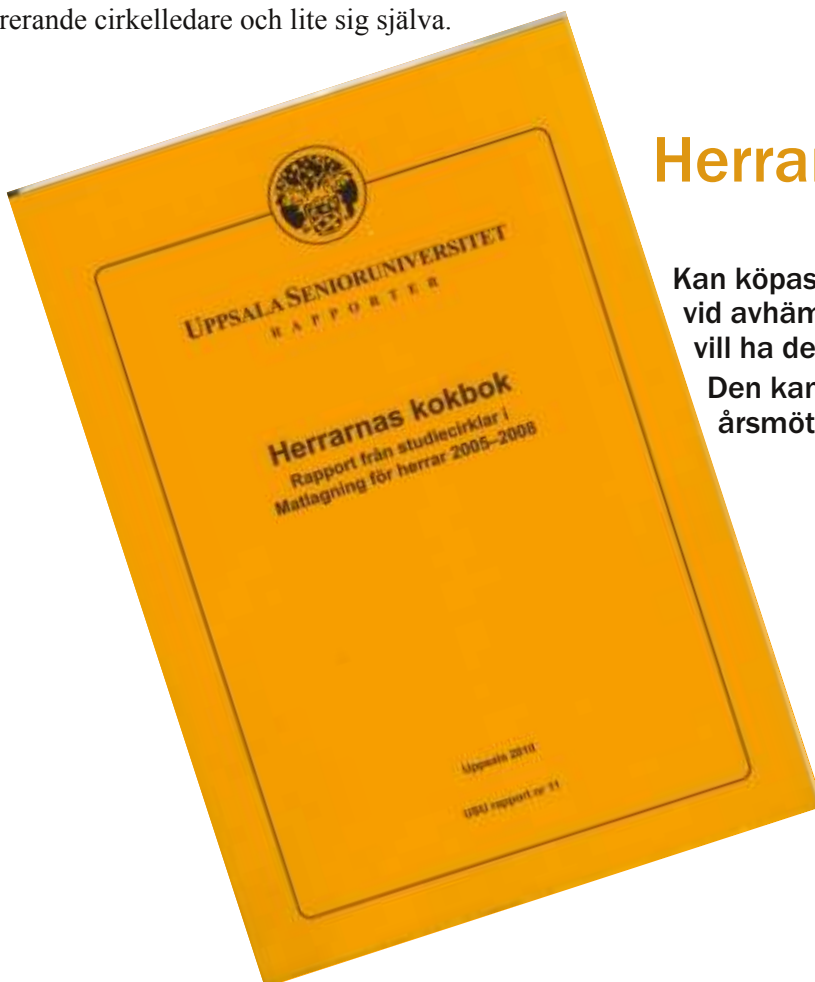 rerande cirkelledare och lite sig själva.
Herrar
Kan köpas
vid avhäm
vill ha de
Den kan
årsmöt
UPPSALA SENIORUNIVERSITET
RAPPORTER
Herrarnas kokbok
Rapport från studiecirklar i
Matlagning för herrar 2005–2008
Uppsala 2010
USU rapport nr 11